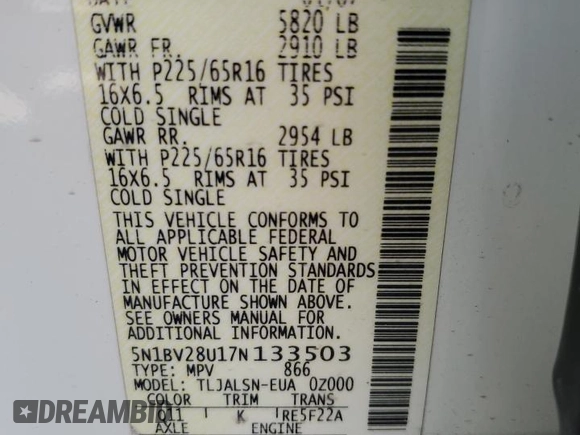 GVWR 5820 LB
GAWR FR. 2910 LB
WITH P225/65R16 TIRES
16X6.5 RIMS AT 35 PSI
COLD SINGLE
GAWR RR. 2954 LB
WITH P225/65R16 TIRES
16X6.5 RIMS AT 35 PSI
COLD SINGLE
THIS VEHICLE CONFORMS TO
ALL APPLICABLE FEDERAL
MOTOR VEHICLE SAFETY AND
THEFT PREVENTION STANDARDS
IN EFFECT ON THE DATE OF
MANUFACTURE SHOWN ABOVE.
SEE OWNERS MANUAL FOR
ADDITIONAL INFORMATION.
5N1BV28U17N133503
TYPE: MPV 866
MODEL: TLJALSN-EUA 0Z000
COLOR TRIM TRANS
Q11 K RE5F22A
AXLE ENGINE
DREAMBID